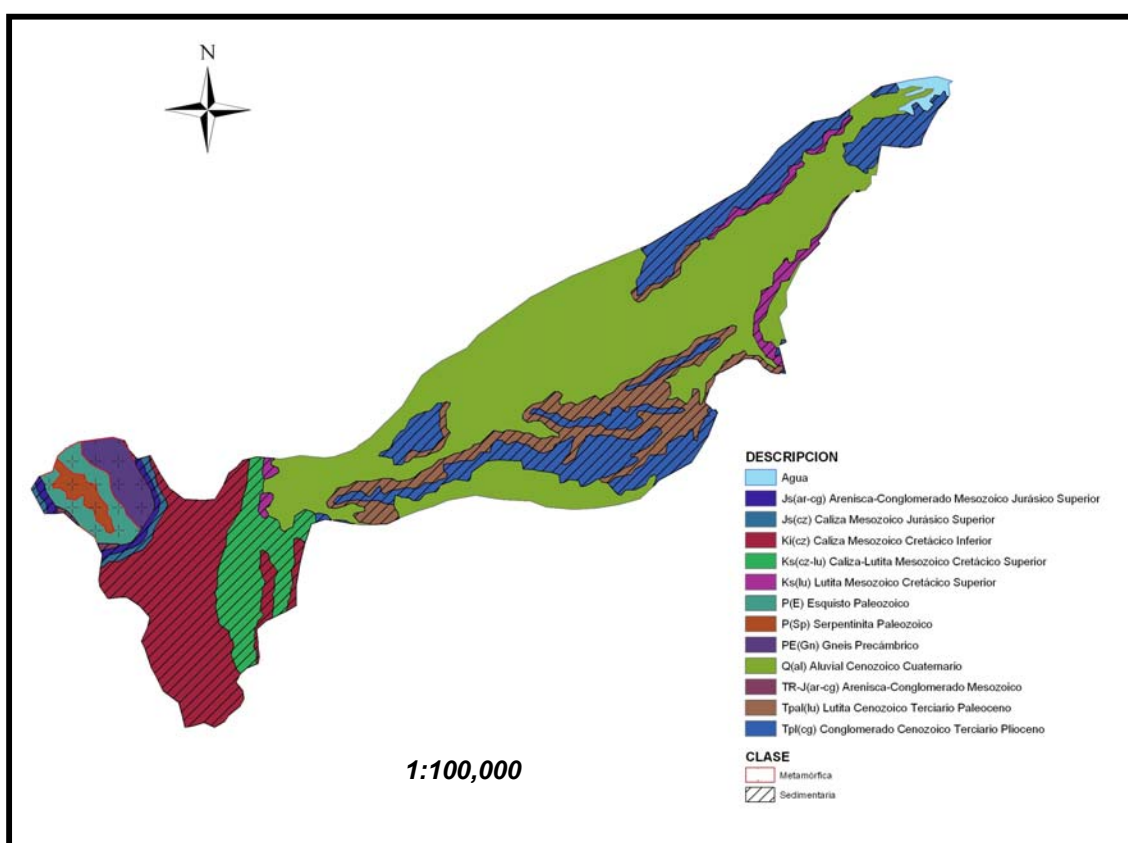 N
DESCRIPCION
Agua
Js(ar-cg) Arenisca-Conglomerado Mesozoico Jurásico Superior
Js(cz) Caliza Mesozoico Jurásico Superior
Ki(cz) Caliza Mesozoico Cretácico Inferior
Ks(cz-lu) Caliza-Lutita Mesozoico Cretácico Superior
Ks(lu) Lutita Mesozoico Cretácico Superior
P(E) Esquisto Paleozoico
P(Sp) Serpentinita Paleozoico
PE(Gn) Gneis Precámbrico
Q(al) Aluvial Cenozoico Cuaternario
TR-J(ar-cg) Arenisca-Conglomerado Mesozoico
Tpal(lu) Lutita Cenozoico Terciario Paleoceno
Tpl(cg) Conglomerado Cenozoico Terciario Plioceno
CLASE
Metamórfica
Sedimentaria
1:100,000